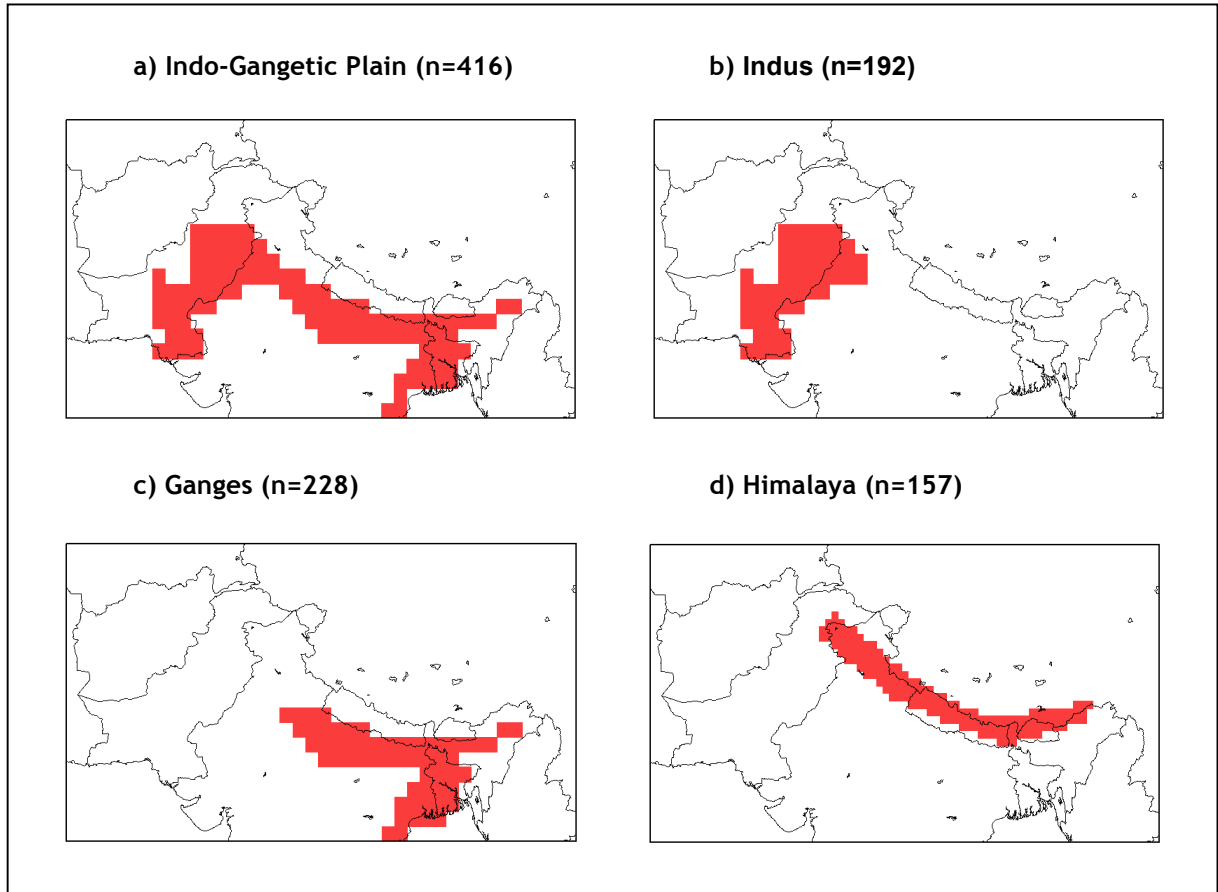 a) Indo-Gangetic Plain (n=416)
b) Indus (n=192)
c) Ganges (n=228)
d) Himalaya (n=157)